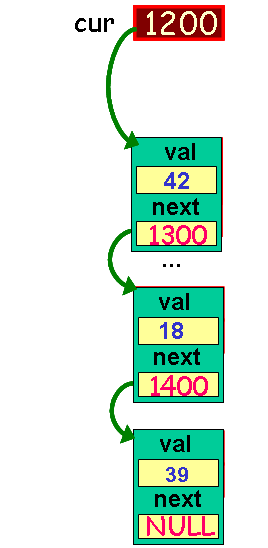 cur 1200
val
42
next
1300
...
val
18
next
1400
val
39
next
NULL